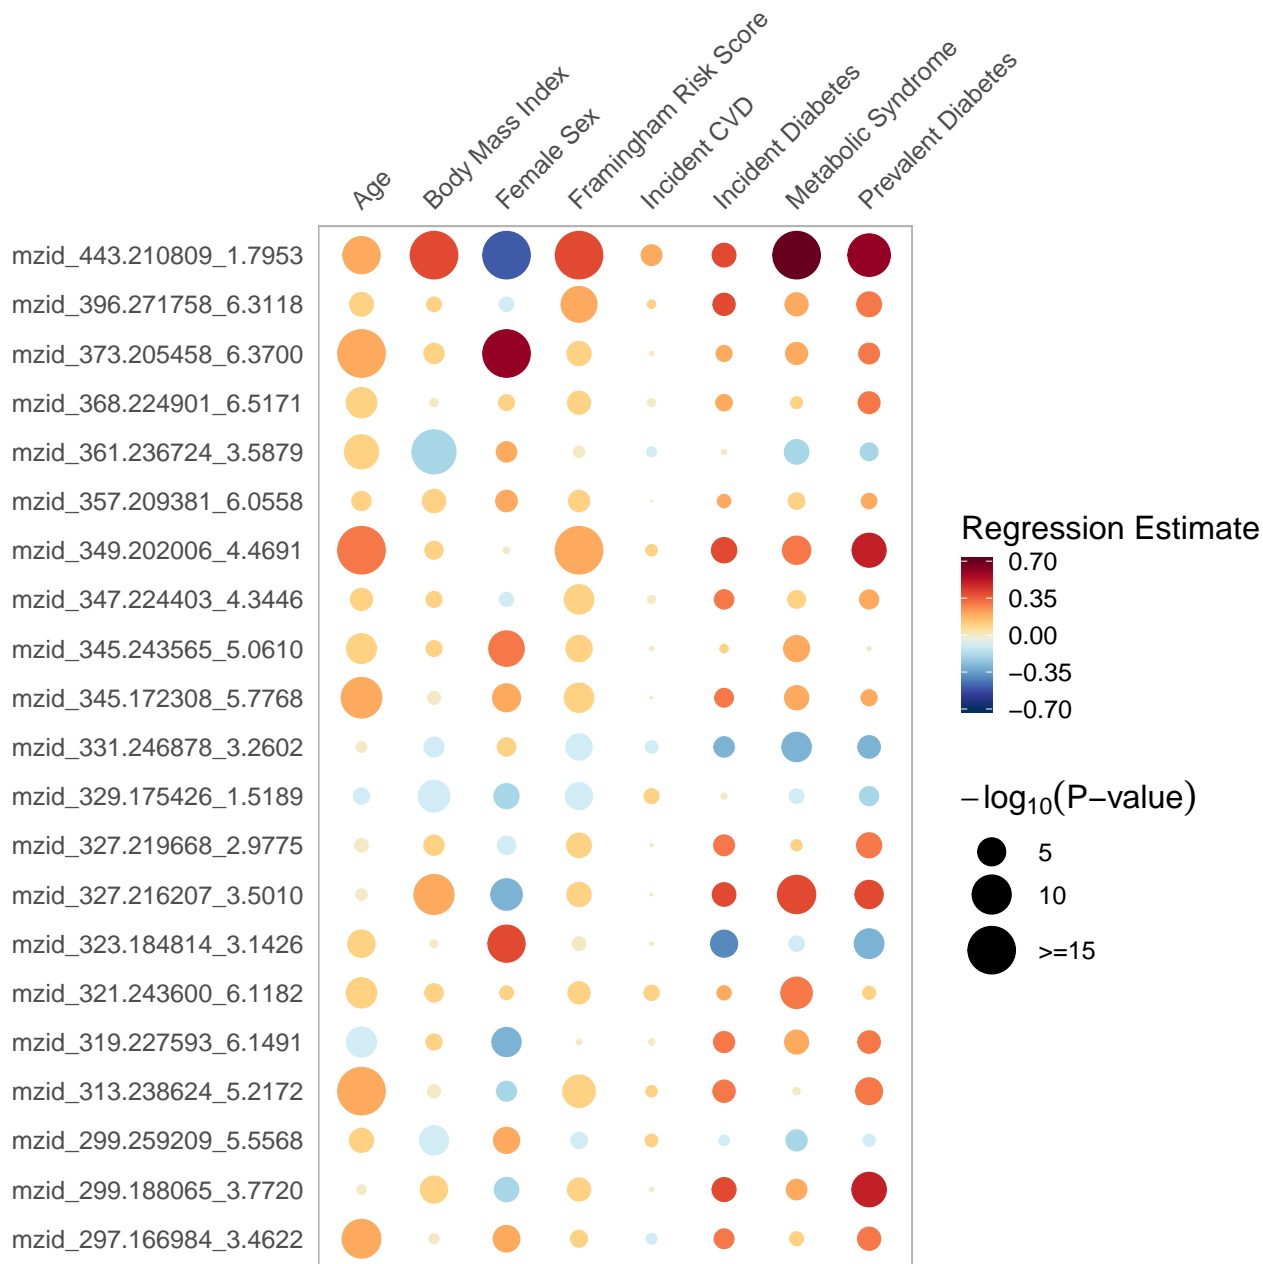 Age
Body Mass Index
Female Sex
Framingham Risk Score
Incident CVD
Incident Diabetes
Metabolic Syndrome
Prevalent Diabetes
mzid_443.210809_1.7953
mzid_396.271758_6.3118
mzid_373.205458_6.3700
mzid_368.224901_6.5171
mzid_361.236724_3.5879
mzid_357.209381_6.0558
mzid_349.202006_4.4691
mzid_347.224403_4.3446
mzid_345.243565_5.0610
mzid_345.172308_5.7768
mzid_331.246878_3.2602
mzid_329.175426_1.5189
mzid_327.219668_2.9775
mzid_327.216207_3.5010
mzid_323.184814_3.1426
mzid_321.243600_6.1182
mzid_319.227593_6.1491
mzid_313.238624_5.2172
mzid_299.259209_5.5568
mzid_299.188065_3.7720
mzid_297.166984_3.4622
Regression Estimate
0.70
0.35
0.00
−0.35
−0.70
−log₁₀(P−value)
5
10
>=15